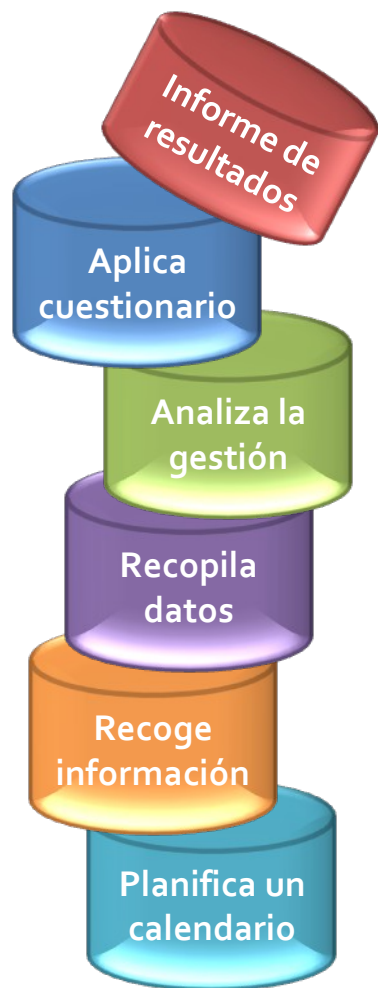 Informe de
resultados
Aplica
cuestionario
Analiza la
gestión
Recopila
datos
Recoge
información
Planifica un
calendario